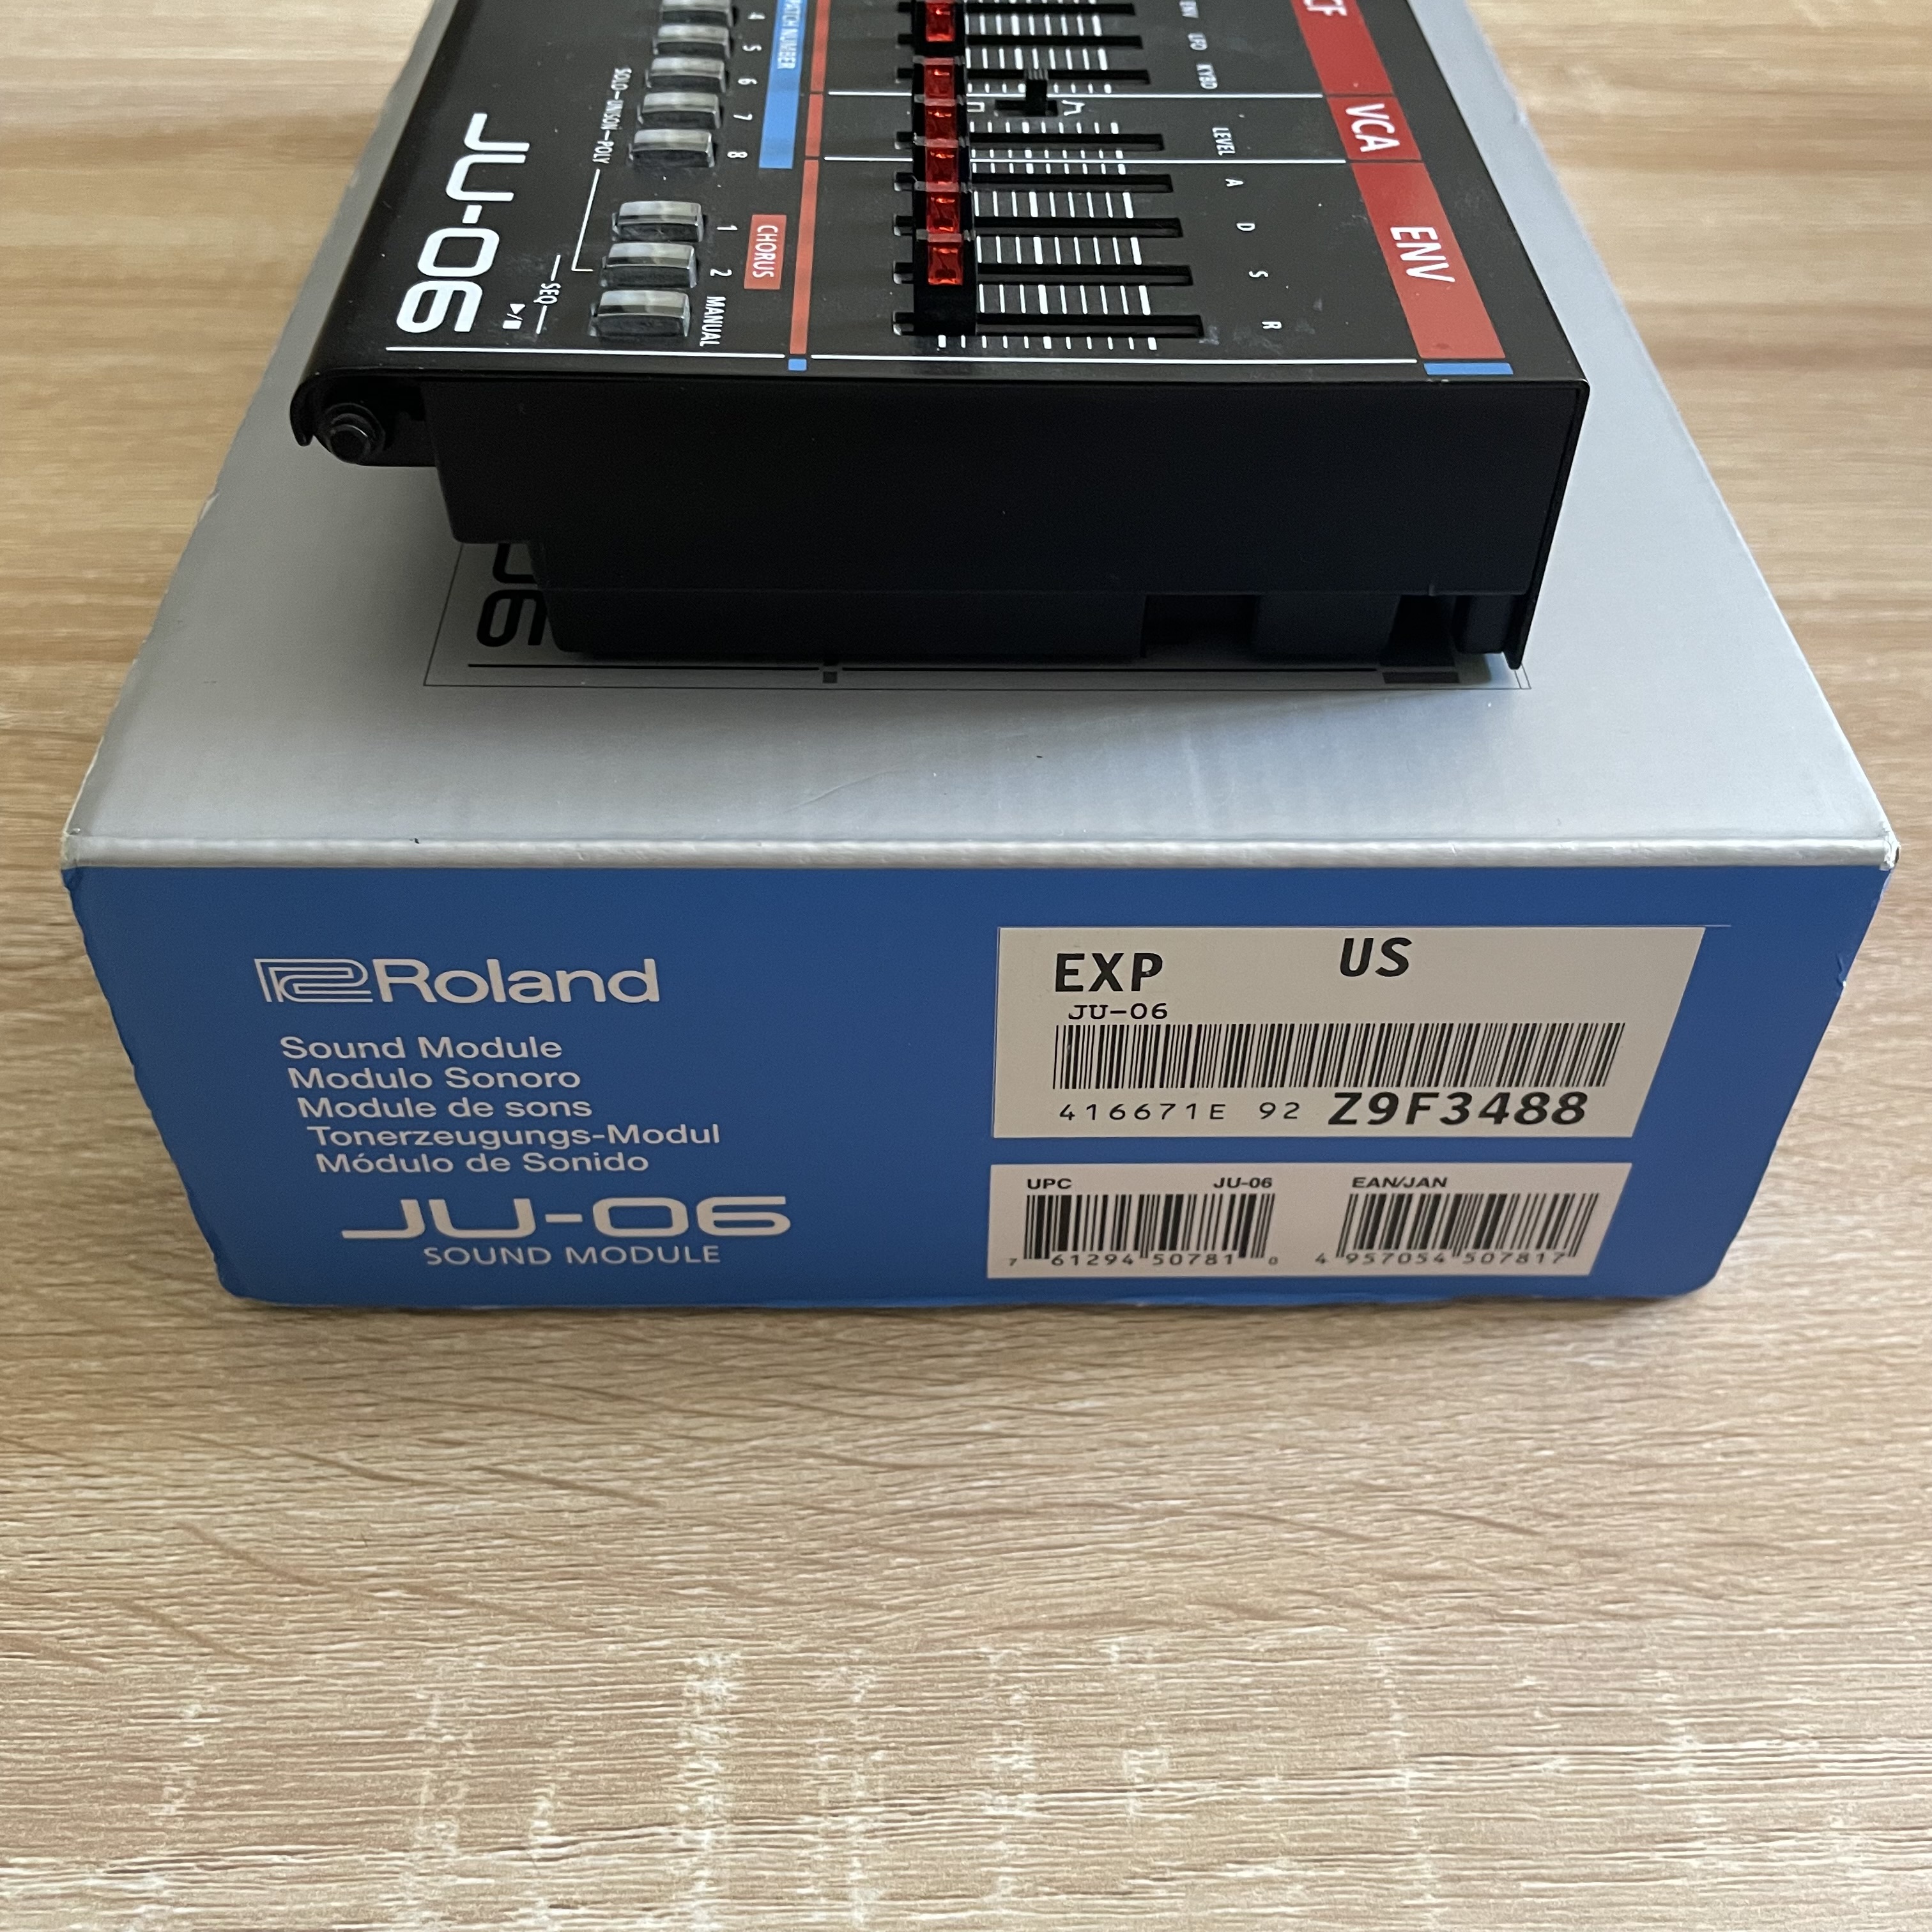 JU-06
SOLO-UNISON-POLY
SEQ
4
5
6
7
8
PATCH NUMBER
1
2
MANUAL
CHORUS
ENV
LFO
KYBD
LEVEL
A
D
S
R
VCA
ENV
06
Roland
Sound Module
Modulo Sonoro
Module de sons
Tonerzeugungs-Modul
Módulo de Sonido
JU-06
SOUND MODULE
EXP US
JU-06
416671E 92 Z9F3488
UPC JU-06
7 61294 50781 0
EAN/JAN
4 957054 507817